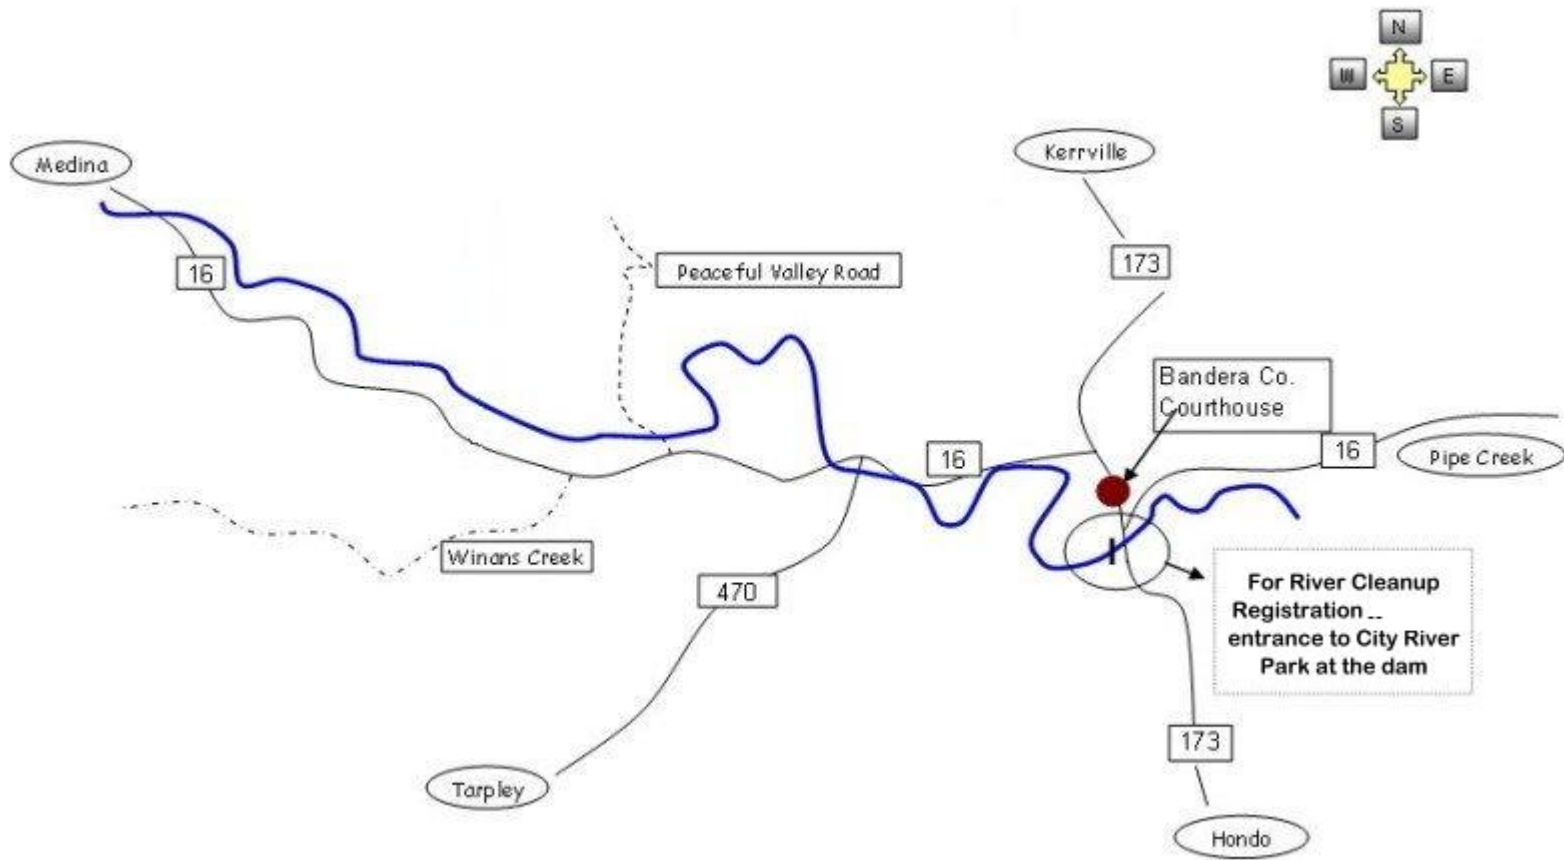 N
W
E
S
Medina
Kerrville
16
Peaceful Valley Road
173
Bandera Co.
Courthouse
16
16
Pipe Creek
Winans Creek
470
For River Cleanup
Registration --
entrance to City River
Park at the dam
173
Tarpley
Hondo